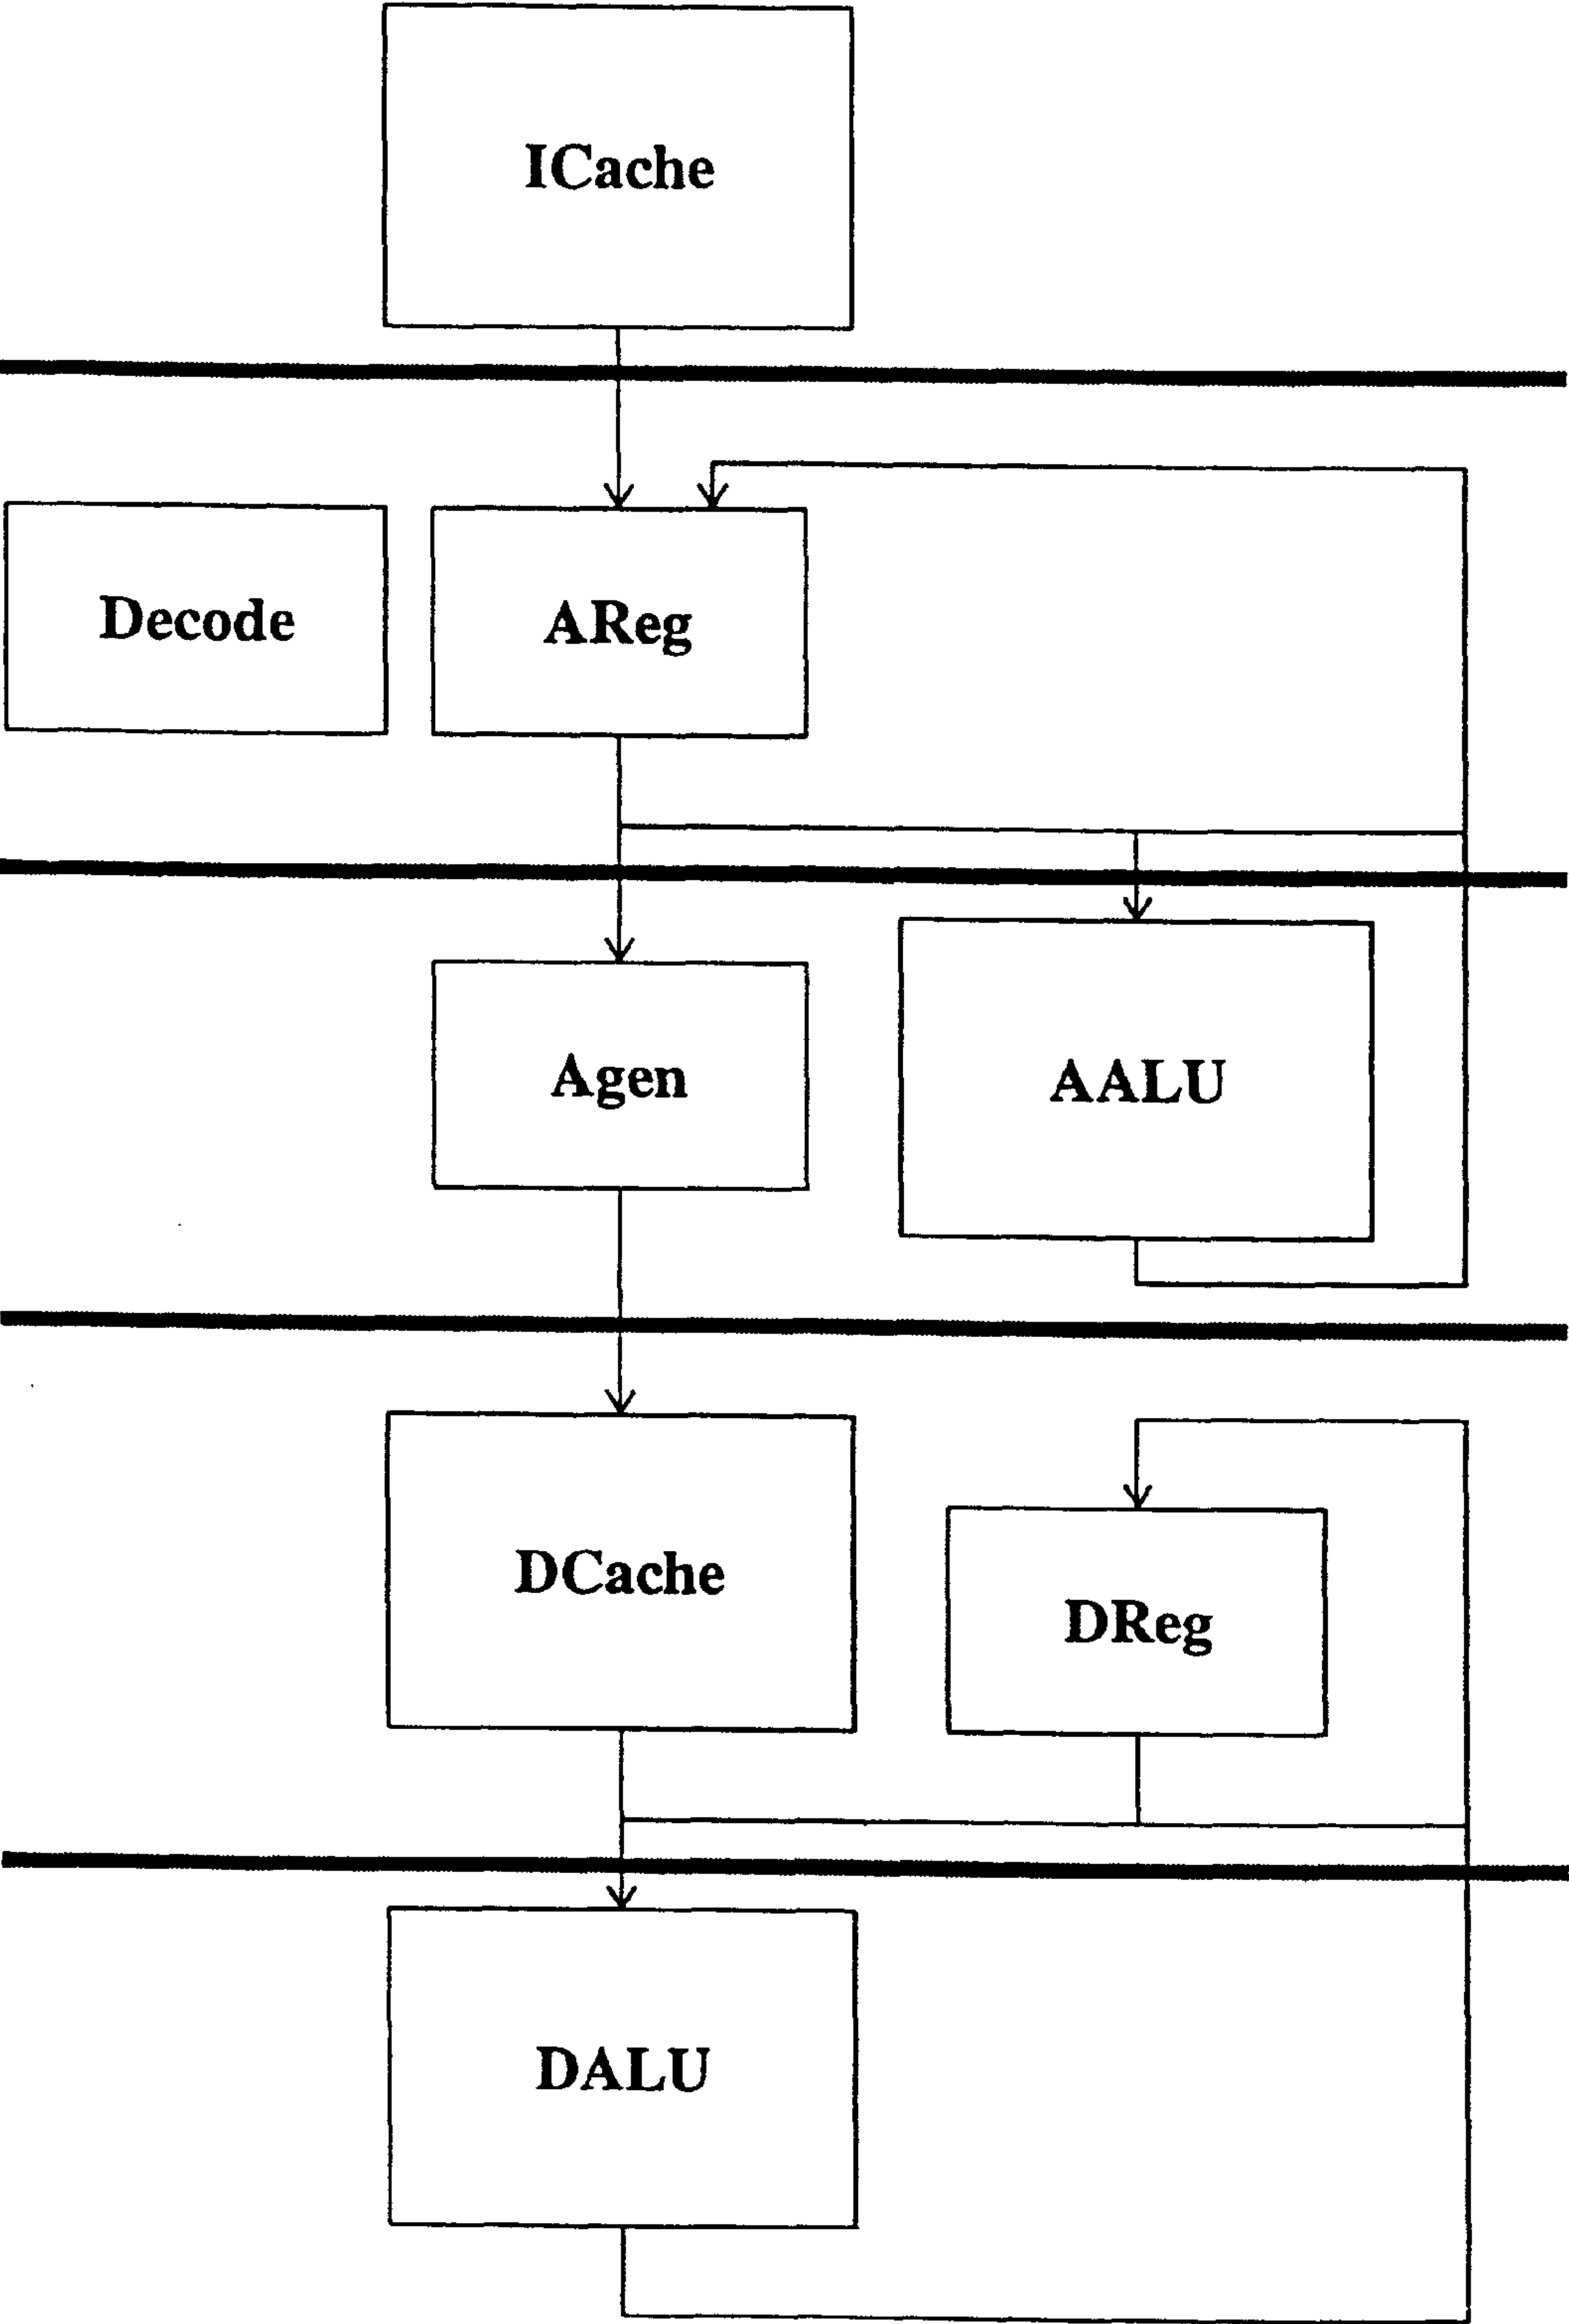 ICache
Decode
AReg
Agen
AALU
DCache
DReg
DALU